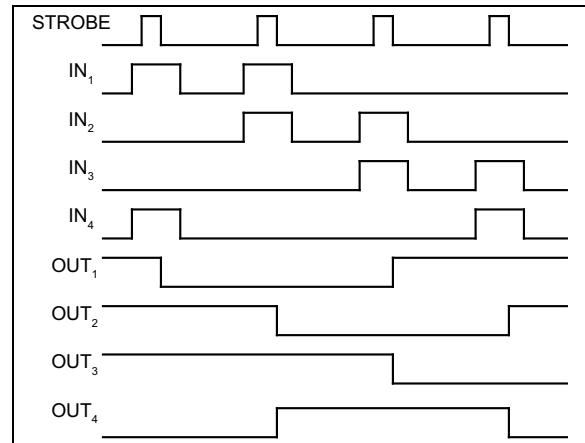 STROBE
IN₁
IN₂
IN₃
IN₄
OUT₁
OUT₂
OUT₃
OUT₄